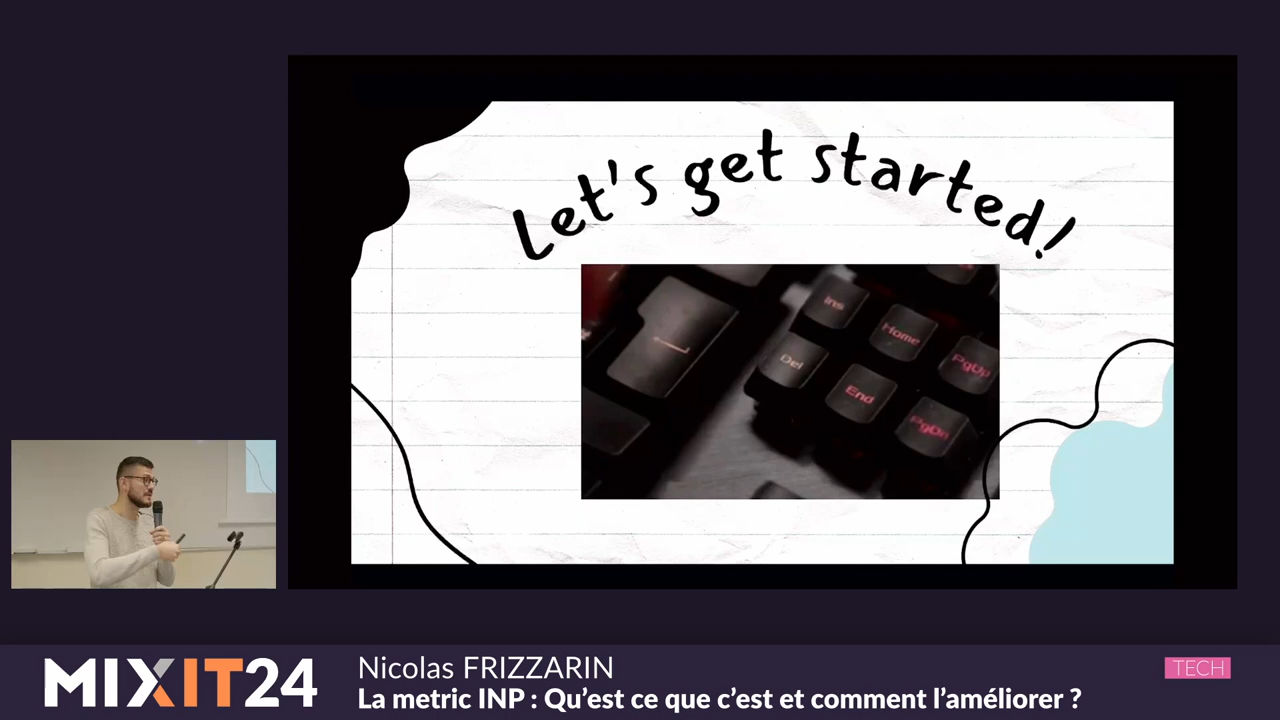 Let's get started!
Ins
Home
PgUp
Del
End
PgDn
MIXIT24
Nicolas FRIZZARIN
TECH
La metric INP : Qu’est ce que c’est et comment l’améliorer ?